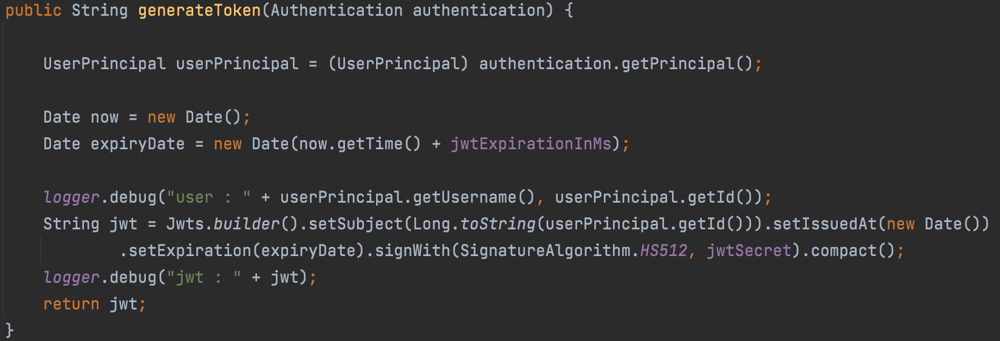 public String generateToken(Authentication authentication) {
UserPrincipal userPrincipal = (UserPrincipal) authentication.getPrincipal();
Date now = new Date();
Date expiryDate = new Date(now.getTime() + jwtExpirationInMs);
logger.debug("user : " + userPrincipal.getUsername(), userPrincipal.getId());
String jwt = Jwts.builder().setSubject(Long.toString(userPrincipal.getId())).setIssuedAt(new Date())
.setExpiration(expiryDate).signWith(SignatureAlgorithm.HS512, jwtSecret).compact();
logger.debug("jwt : " + jwt);
return jwt;
}